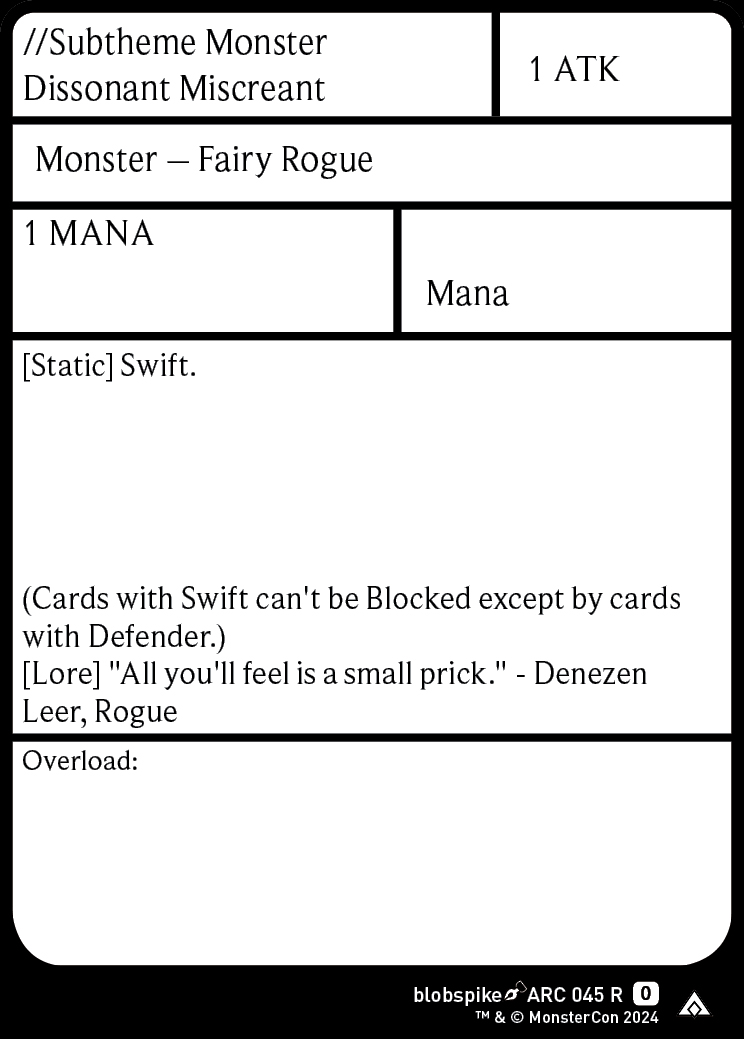 //Subtheme Monster
Dissonant Miscreant
1 ATK
Monster – Fairy Rogue
1 MANA
Mana
[Static] Swift.
(Cards with Swift can't be Blocked except by cards
with Defender.)
[Lore] "All you'll feel is a small prick." - Denezen
Leer, Rogue
Overload:
blobspike ARC 045 R 0
™ & © MonsterCon 2024